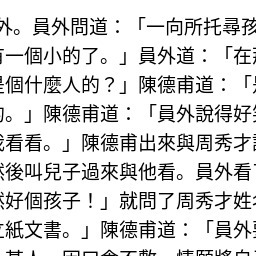 外。員外問道：「一向所托尋孩
有一個小的了。」員外道：「在
是個什麼人的？」陳德甫道：「
的。」陳德甫道：「員外說得好
我看看。」陳德甫出來與周秀才
然後叫兒子過來與他看。員外看
然好個孩子！」就問了周秀才姓
立紙文書。」陳德甫道：「員外